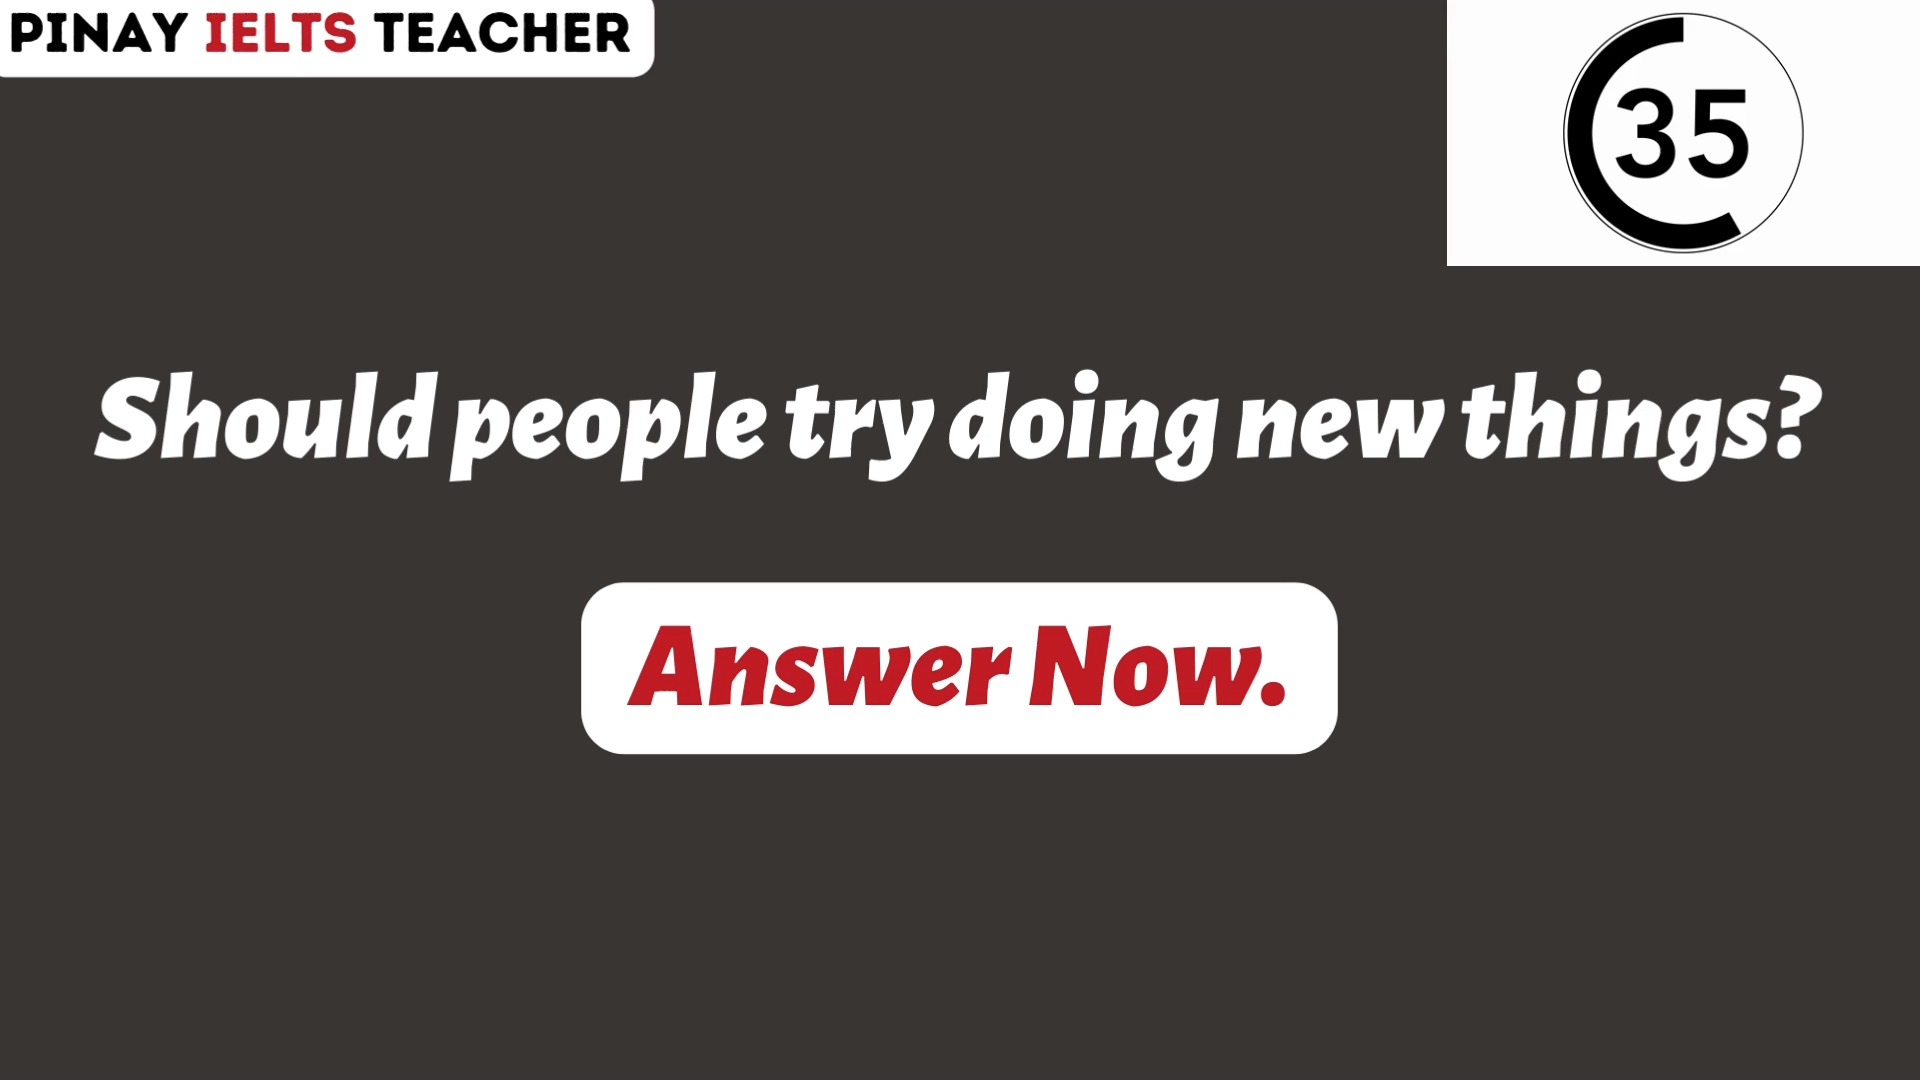 PINAY IELTS TEACHER
35
Should people try doing new things?
Answer Now.